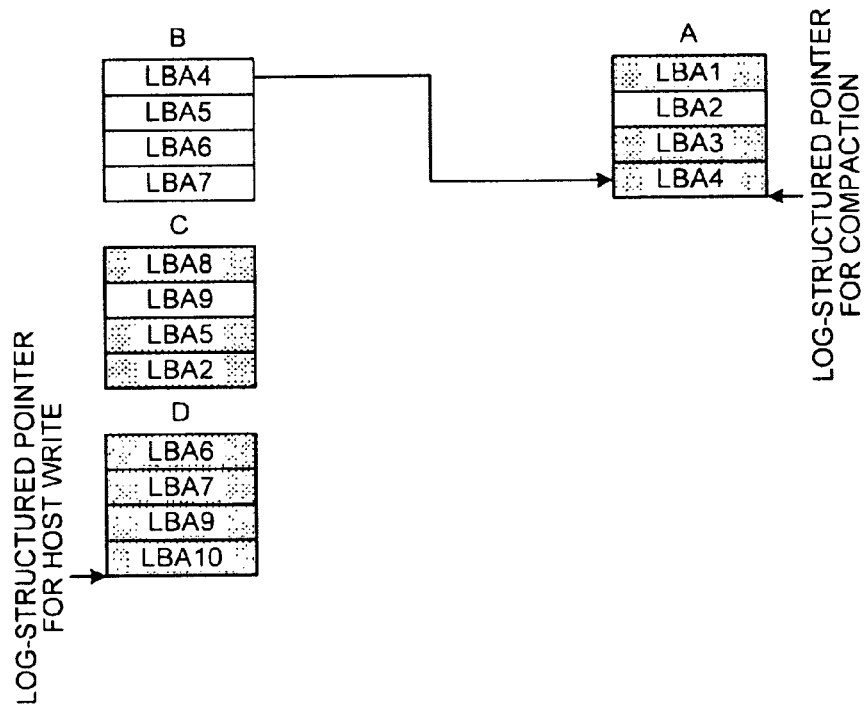 B
LBA4
LBA5
LBA6
LBA7
C
LBA8
LBA9
LBA5
LBA2
D
LBA6
LBA7
LBA9
LBA10
LOG-STRUCTURED POINTER
FOR HOST WRITE
A
LBA1
LBA2
LBA3
LBA4
LOG-STRUCTURED POINTER
FOR COMPACTION